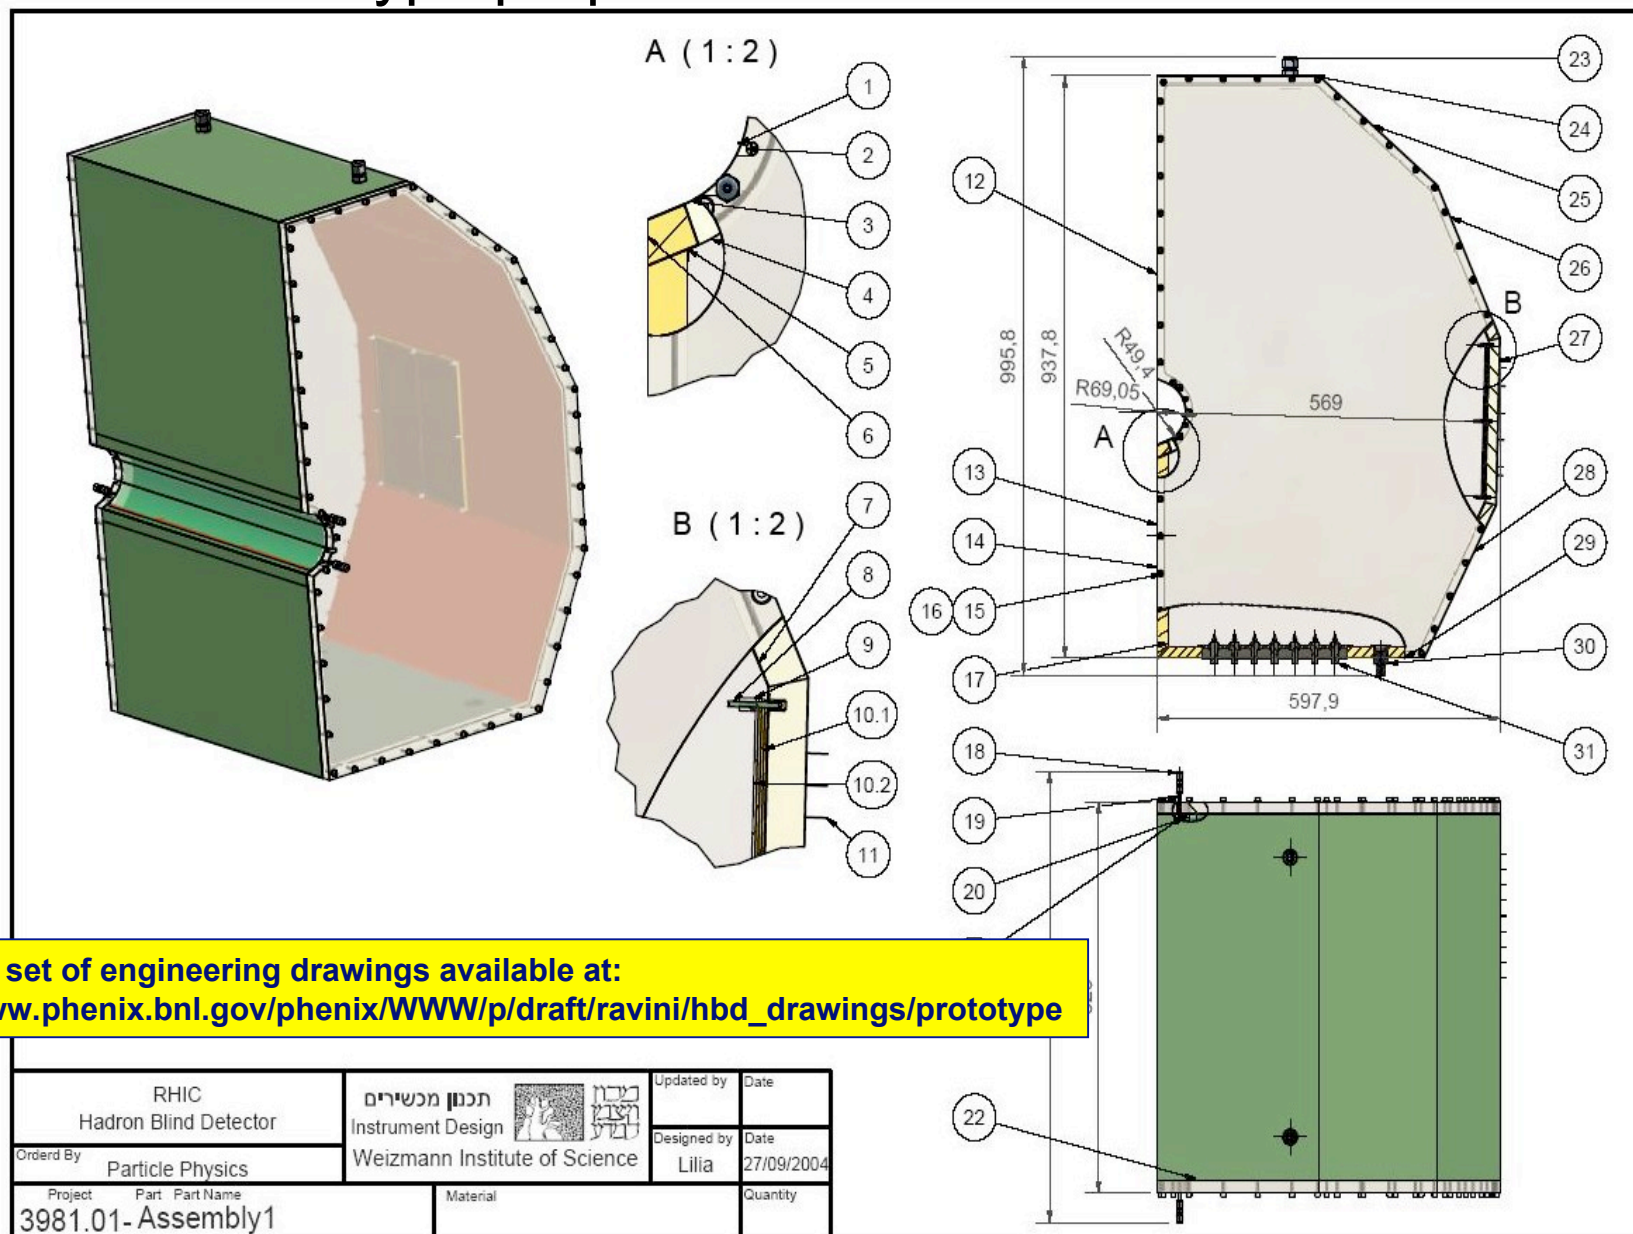 A (1:2)
1
2
3
4
5
6
B (1:2)
7
8
9
10.1
10.2
11
23
24
25
26
B
27
28
29
30
31
12
13
14
16 15
17
18
19
20
22
995,8
937,8
R49,4
R69,05
A
569
597,9
set of engineering drawings available at:
w.phenix.bnl.gov/phenix/WWW/p/draft/ravini/hbd_drawings/prototype
RHIC
Hadron Blind Detector
Orderd By
Particle Physics
תכנון מכשירים
Instrument Design
מכון
ויצמן
למדע
Weizmann Institute of Science
Updated by
Date
Designed by
Lilia
Date
27/09/2004
Project Part Part Name
3981.01- Assembly1
Material
Quantity